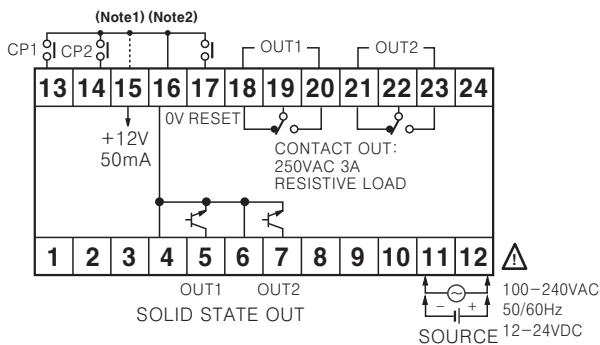 (Note1) (Note2)
CP1 CP2 OUT1 OUT2
13 14 15 16 17 18 19 20 21 22 23 24
0V RESET
+12V
50mA
CONTACT OUT:
250VAC 3A
RESISTIVE LOAD
1 2 3 4 5 6 7 8 9 10 11 12
OUT1 OUT2
SOLID STATE OUT
100-240VAC
50/60Hz
- +
12-24VDC
SOURCE